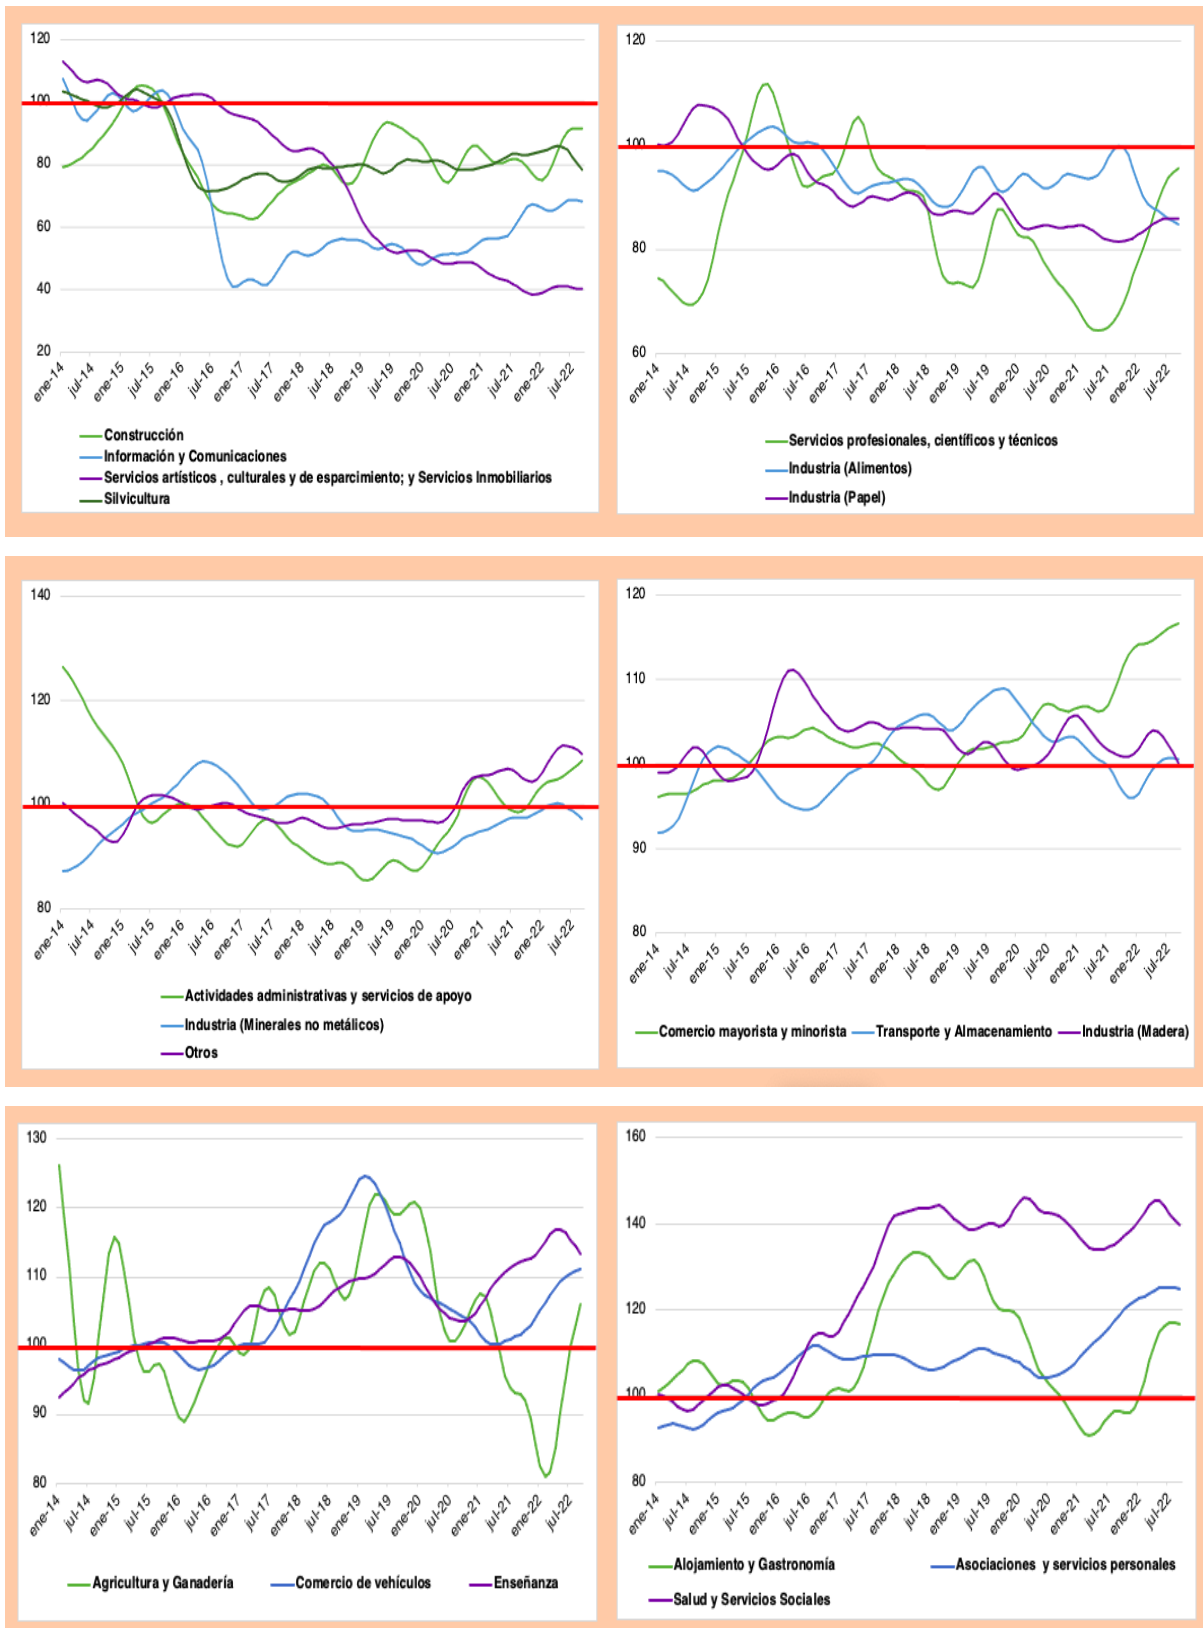 120
100
80
60
40
20
ene-14 jul-14 ene-15 jul-15 ene-16 jul-16 ene-17 jul-17 ene-18 jul-18 ene-19 jul-19 ene-20 jul-20 ene-21 jul-21 ene-22 jul-22
Construcción
Información y Comunicaciones
Servicios artísticos , culturales y de esparcimiento; y Servicios Inmobiliarios
Silvicultura
120
100
80
60
ene-14 jul-14 ene-15 jul-15 ene-16 jul-16 ene-17 jul-17 ene-18 jul-18 ene-19 jul-19 ene-20 jul-20 ene-21 jul-21 ene-22 jul-22
Servicios profesionales, científicos y técnicos
Industria (Alimentos)
Industria (Papel)
140
120
100
80
ene-14 jul-14 ene-15 jul-15 ene-16 jul-16 ene-17 jul-17 ene-18 jul-18 ene-19 jul-19 ene-20 jul-20 ene-21 jul-21 ene-22 jul-22
Actividades administrativas y servicios de apoyo
Industria (Minerales no metálicos)
Otros
120
110
100
90
80
ene-14 jul-14 ene-15 jul-15 ene-16 jul-16 ene-17 jul-17 ene-18 jul-18 ene-19 jul-19 ene-20 jul-20 ene-21 jul-21 ene-22 jul-22
Comercio mayorista y minorista Transporte y Almacenamiento Industria (Madera)
130
120
110
100
90
80
ene-14 jul-14 ene-15 jul-15 ene-16 jul-16 ene-17 jul-17 ene-18 jul-18 ene-19 jul-19 ene-20 jul-20 ene-21 jul-21 ene-22 jul-22
Agricultura y Ganadería Comercio de vehículos Enseñanza
160
140
120
100
80
ene-14 jul-14 ene-15 jul-15 ene-16 jul-16 ene-17 jul-17 ene-18 jul-18 ene-19 jul-19 ene-20 jul-20 ene-21 jul-21 ene-22 jul-22
Alojamiento y Gastronomía Asociaciones y servicios personales
Salud y Servicios Sociales